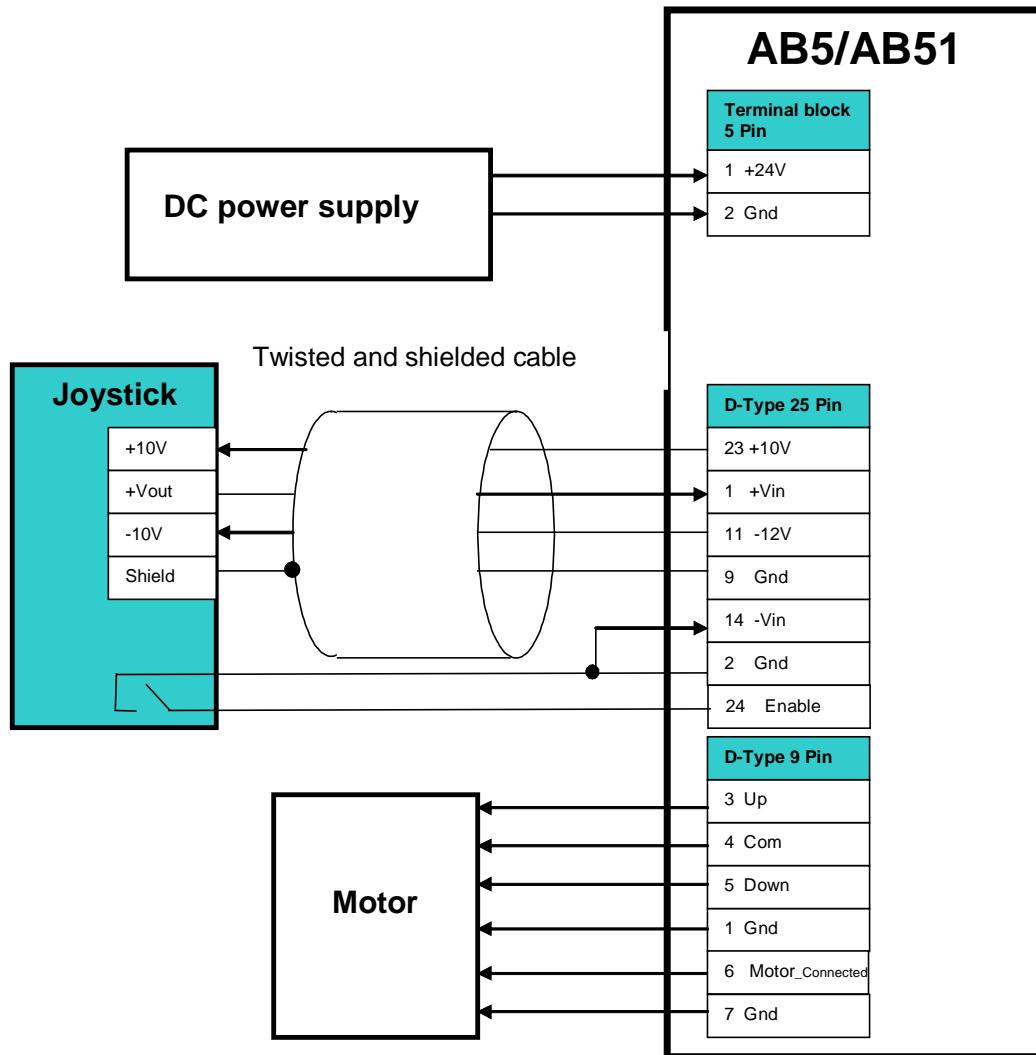 AB5/AB51
Terminal block
5 Pin
1 +24V
2 Gnd
DC power supply
Twisted and shielded cable
Joystick
+10V
+Vout
-10V
Shield
D-Type 25 Pin
23 +10V
1 +Vin
11 -12V
9 Gnd
14 -Vin
2 Gnd
24 Enable
D-Type 9 Pin
3 Up
4 Com
5 Down
1 Gnd
6 Motor_Connected
7 Gnd
Motor